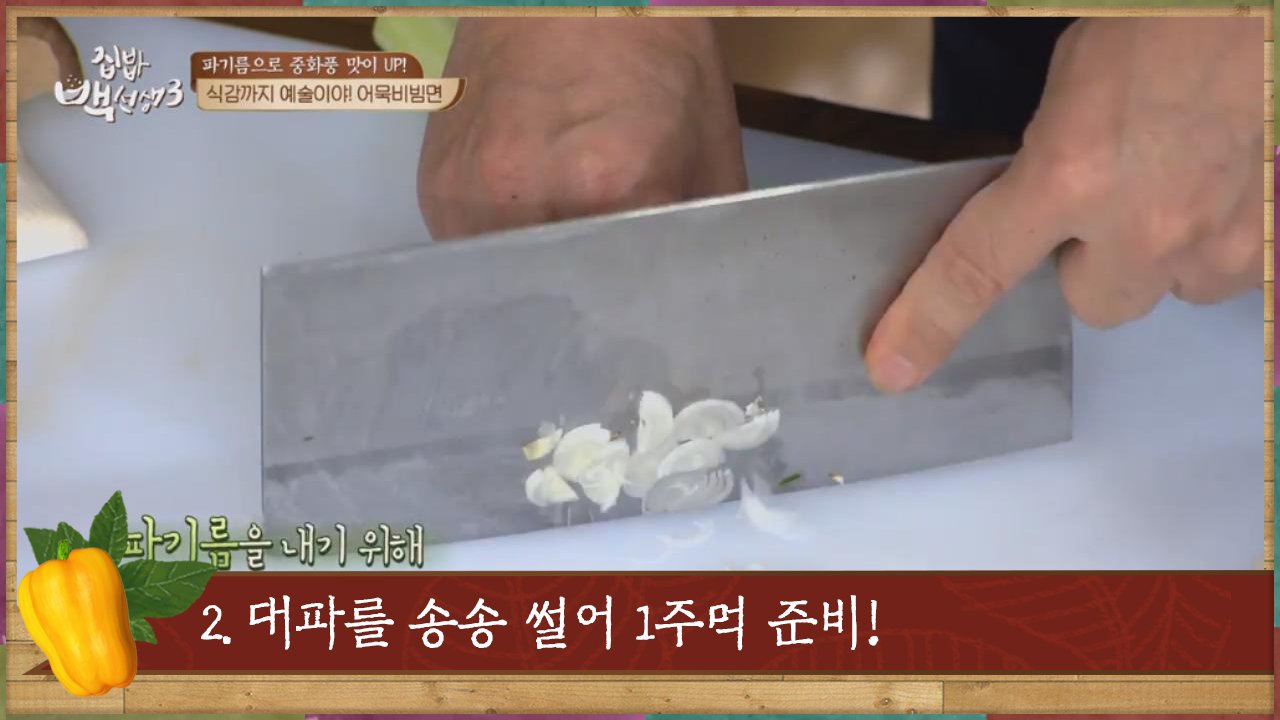 집밥
백선생3
파기름으로 중화풍 맛이 UP!
식감까지 예술이야! 어묵비빔면
파기름을 내기 위해
2. 대파를 송송 썰어 1주먹 준비!